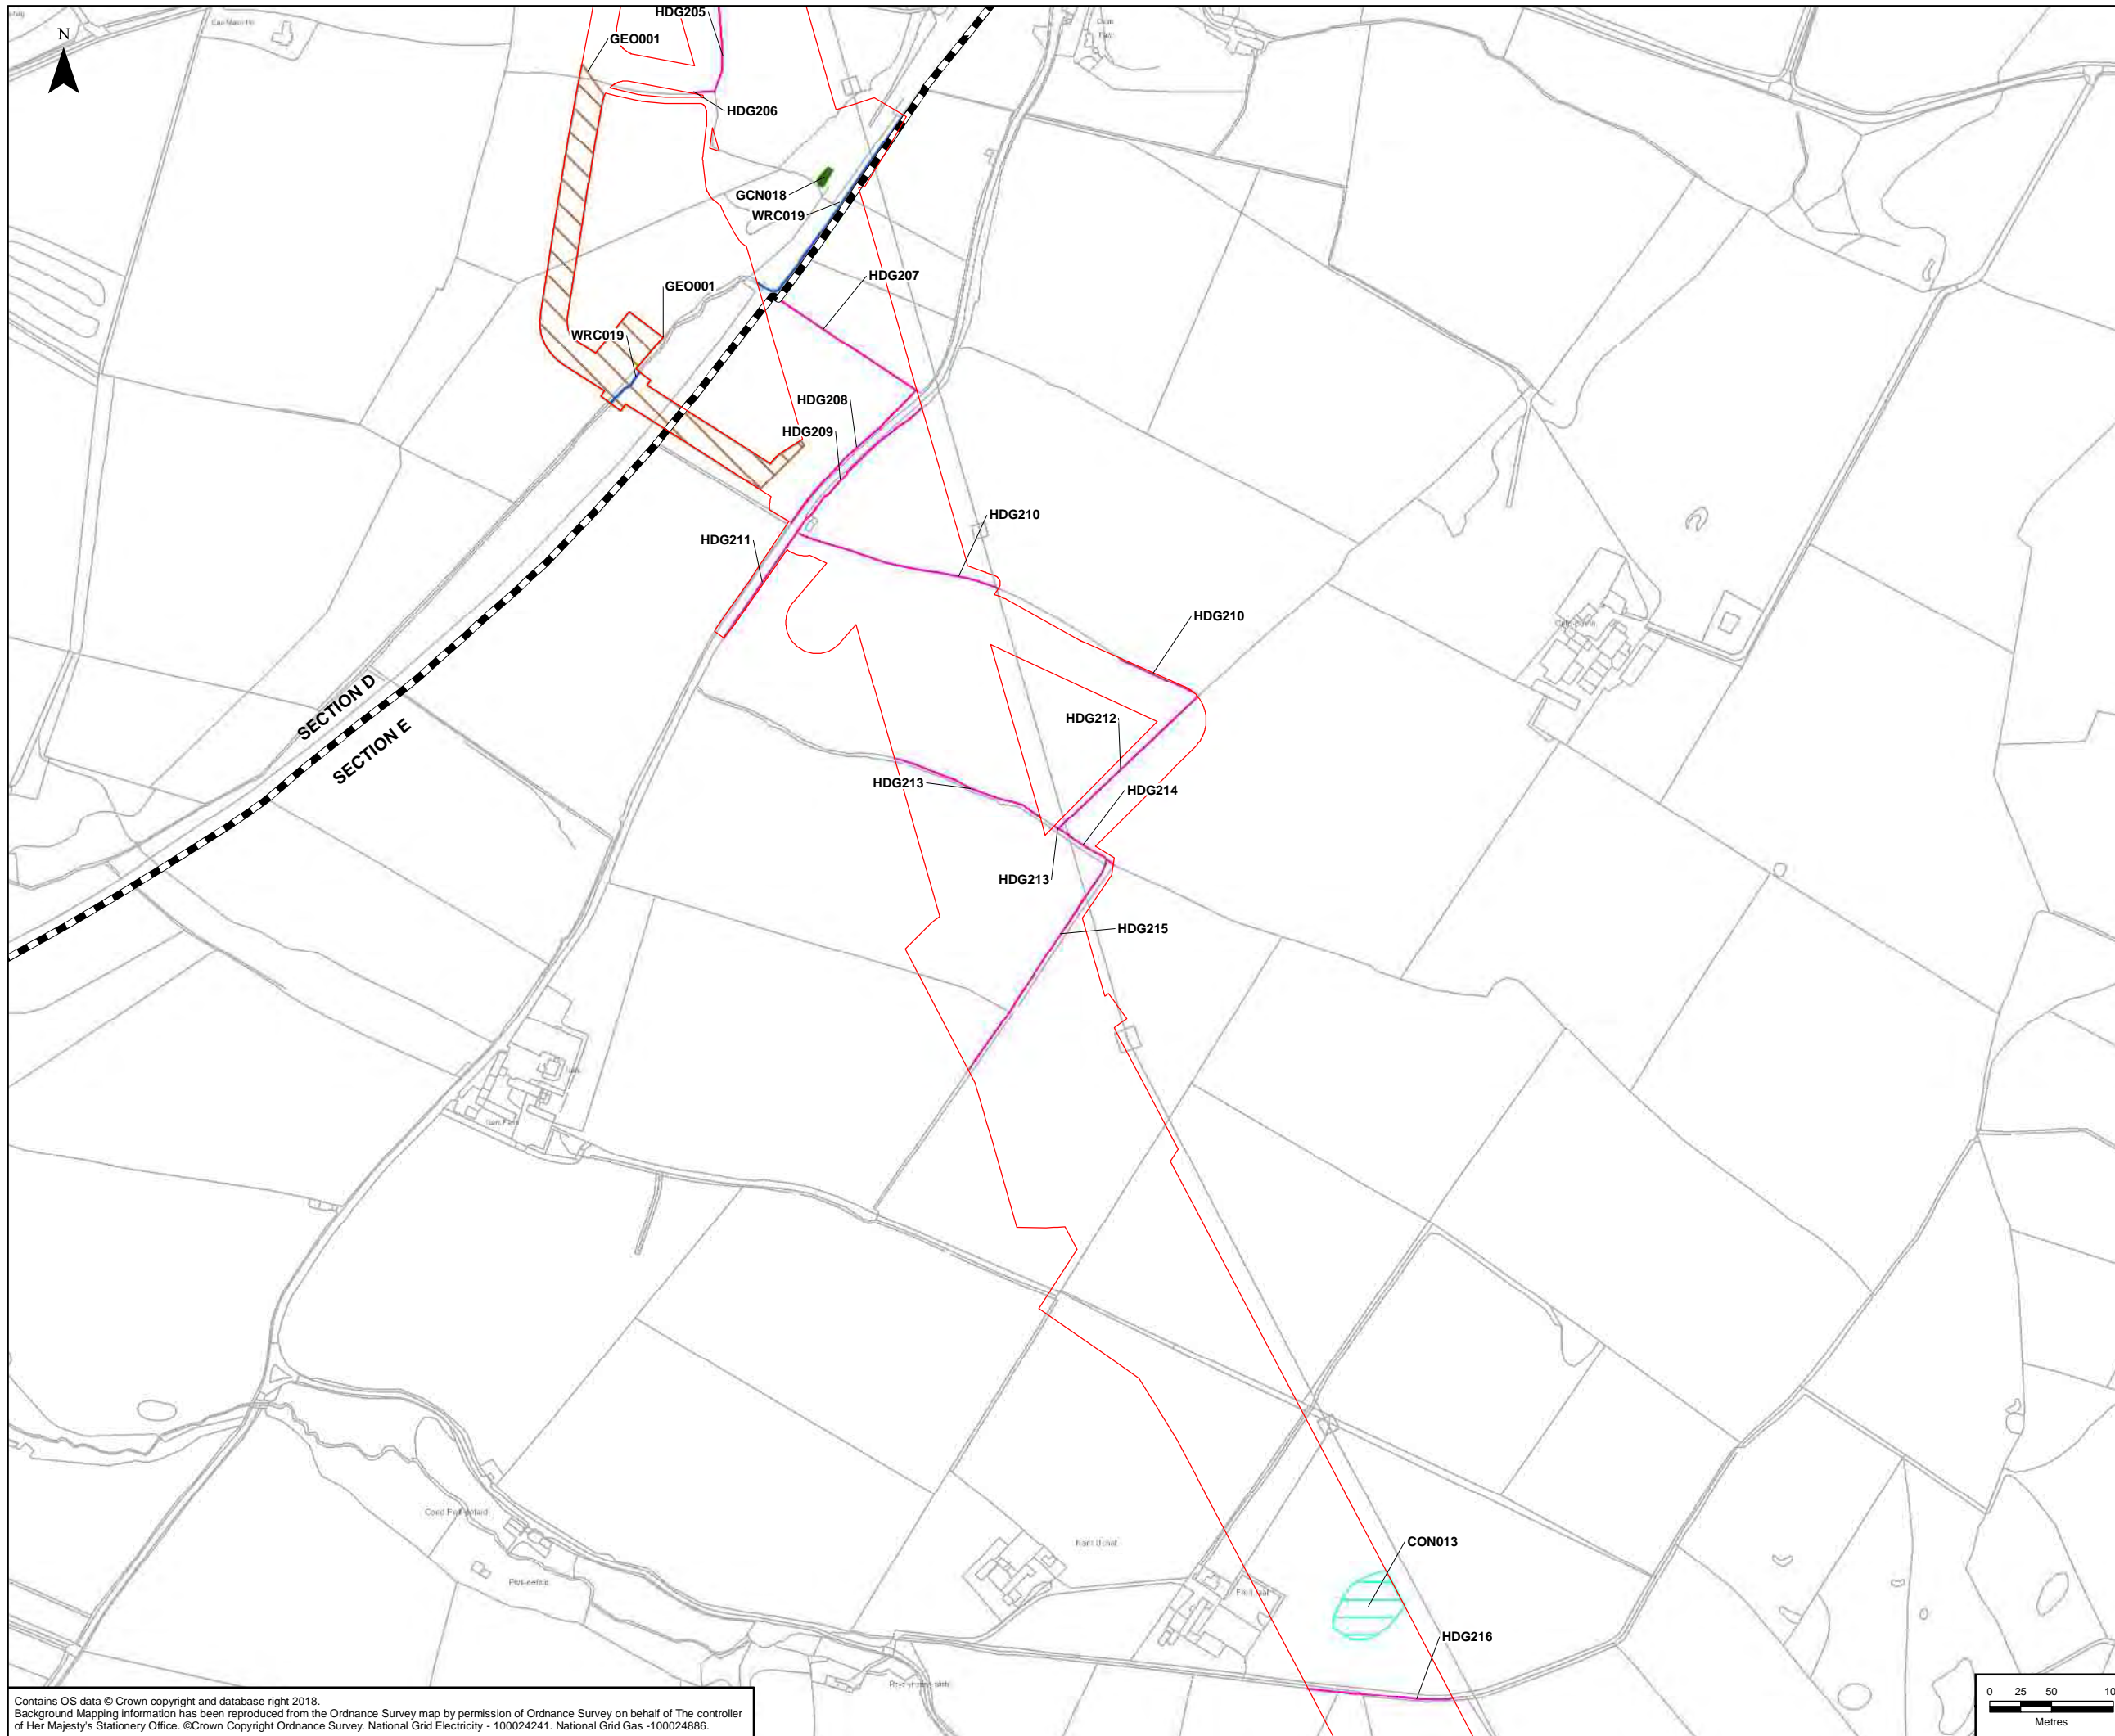 HDG205
N
GEO001
HDG206
GCN018
WRC019
HDG207
GEO001
WRC019
HDG208
HDG209
HDG210
HDG211
HDG210
SECTION D
SECTION E
HDG212
HDG213
HDG214
HDG213
HDG215
CON013
HDG216
Contains OS data © Crown copyright and database right 2018.
Background Mapping information has been reproduced from the Ordnance Survey map by permission of Ordnance Survey on behalf of The controller
of Her Majesty's Stationery Office. ©Crown Copyright Ordnance Survey. National Grid Electricity - 100024241. National Grid Gas -100024886.
0 25 50 10
Metres